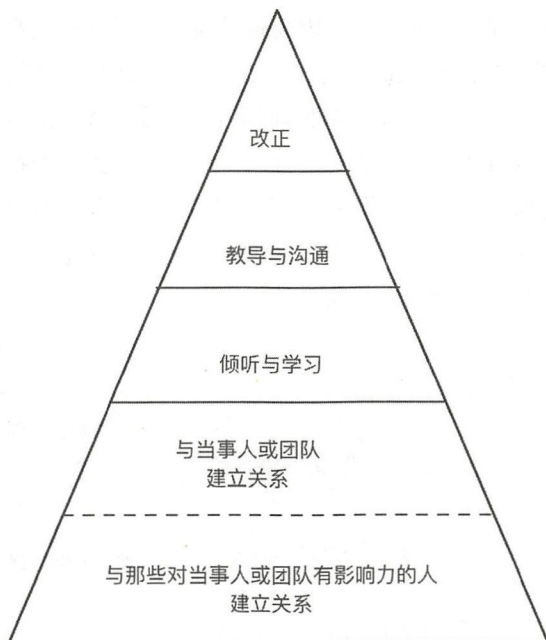 改正
教导与沟通
倾听与学习
与当事人或团队
建立关系
与那些对当事人或团队有影响力的人
建立关系